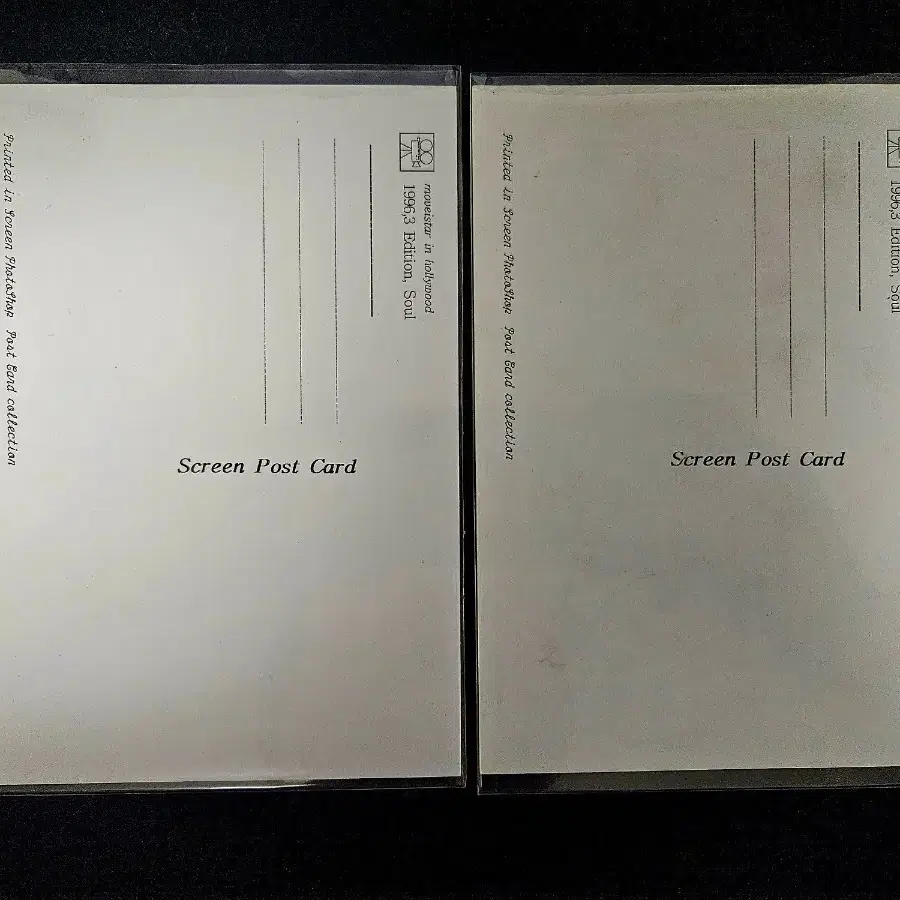 moveistar in hollywood
1996,3 Edition, Soul
Screen Post Card
Printed in Screen PhotoShop Post Card collection
1996,3 Edition, Soul
Screen Post Card
Printed in Screen PhotoShop Post Card collection